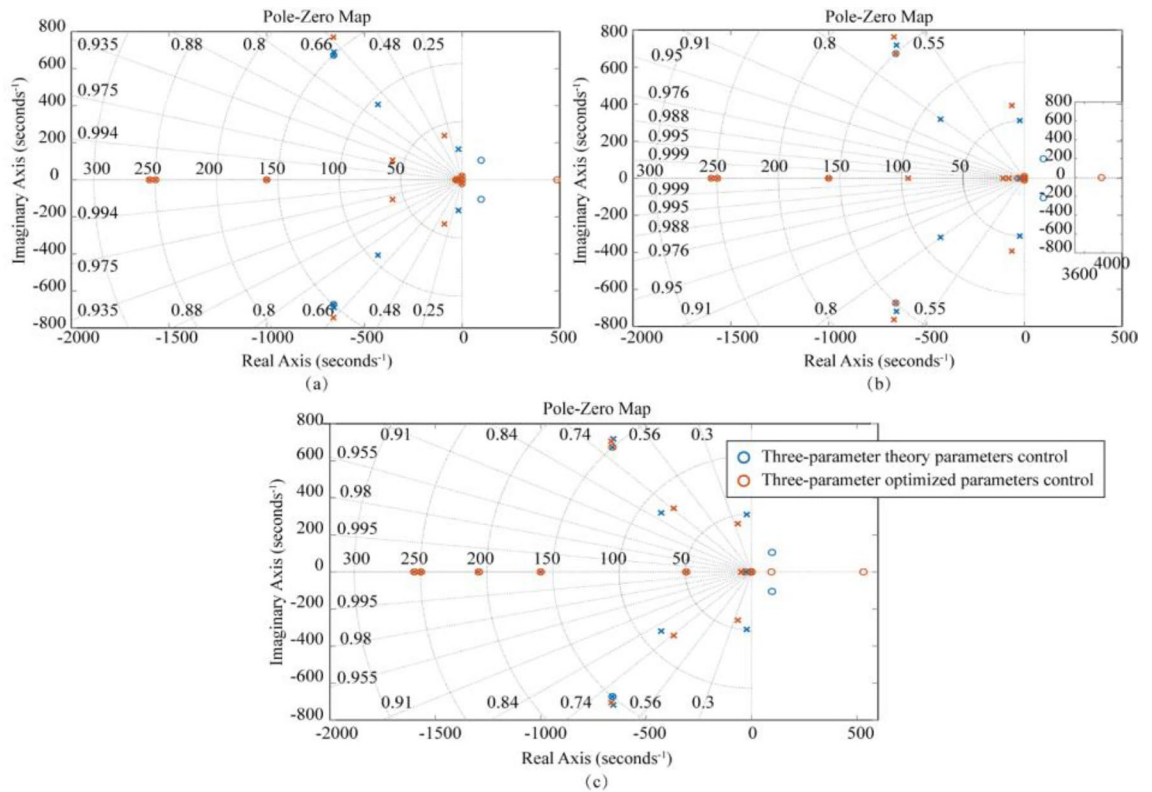 Pole-Zero Map
800
600
400
200
0
-200
-400
-600
-800
Imaginary Axis (seconds⁻¹)
0.935 0.88 0.8 0.66 0.48 0.25
0.975
0.994
300 250 200 150 100 50
0.994
0.975
0.935 0.88 0.8 0.66 0.48 0.25
-2000 -1500 -1000 -500 0 500
Real Axis (seconds⁻¹)
(a)
Pole-Zero Map
800
600
400
200
0
-200
-400
-600
-800
Imaginary Axis (seconds⁻¹)
0.91 0.8 0.55
0.95
0.976
0.988
0.995
0.999
300 250 200 150 100 50
0.999
0.995
0.988
0.976
0.95
0.91 0.8 0.55
800
600
400
200
0
-200
-400
-600
-800
3600 4000
-2000 -1500 -1000 -500 0 500
Real Axis (seconds⁻¹)
(b)
Pole-Zero Map
800
600
400
200
0
-200
-400
-600
-800
Imaginary Axis (seconds⁻¹)
0.91 0.84 0.74 0.56 0.3
0.955
0.98
0.995
300 250 200 150 100 50
0.995
0.98
0.955
0.91 0.84 0.74 0.56 0.3
Three-parameter theory parameters control
Three-parameter optimized parameters control
-2000 -1500 -1000 -500 0 500
Real Axis (seconds⁻¹)
(c)